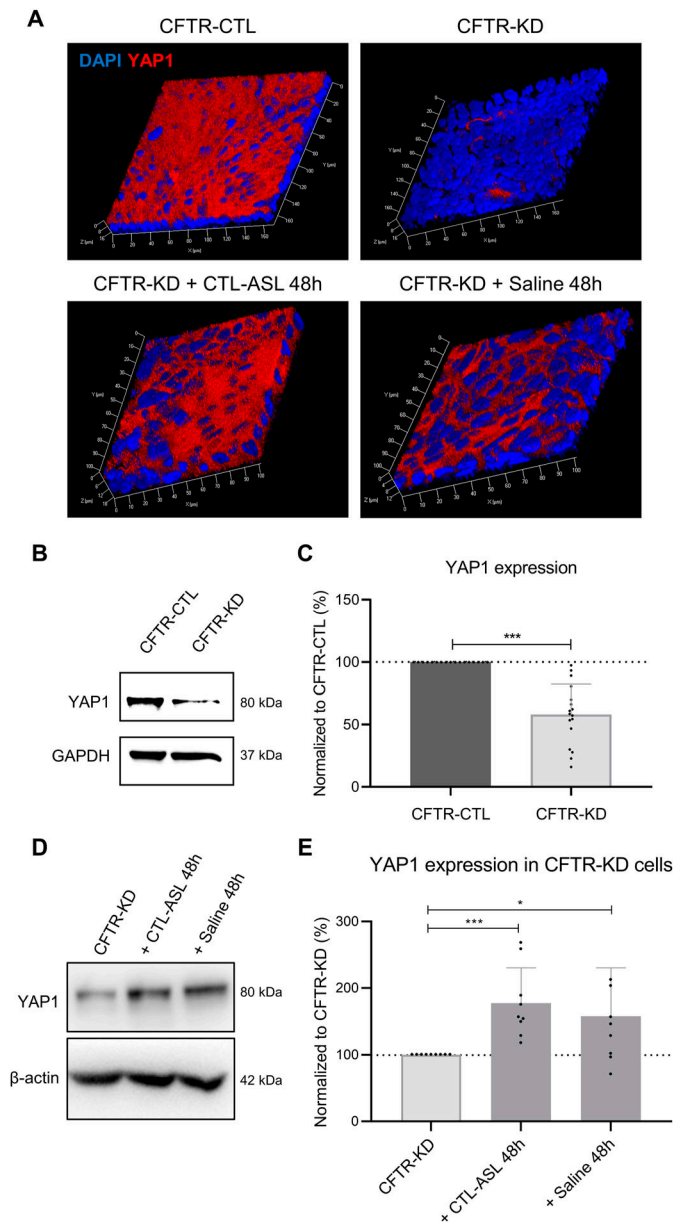 A
CFTR-CTL
CFTR-KD
DAPI YAP1
CFTR-KD + CTL-ASL 48h
CFTR-KD + Saline 48h
B
CFTR-CTL
CFTR-KD
YAP1
80 kDa
GAPDH
37 kDa
C
YAP1 expression
Normalized to CFTR-CTL (%)
150
100
50
0
***
CFTR-CTL
CFTR-KD
D
CFTR-KD
+ CTL-ASL 48h
+ Saline 48h
YAP1
80 kDa
β-actin
42 kDa
E
YAP1 expression in CFTR-KD cells
Normalized to CFTR-KD (%)
300
200
100
0
*
***
CFTR-KD
+ CTL-ASL 48h
+ Saline 48h